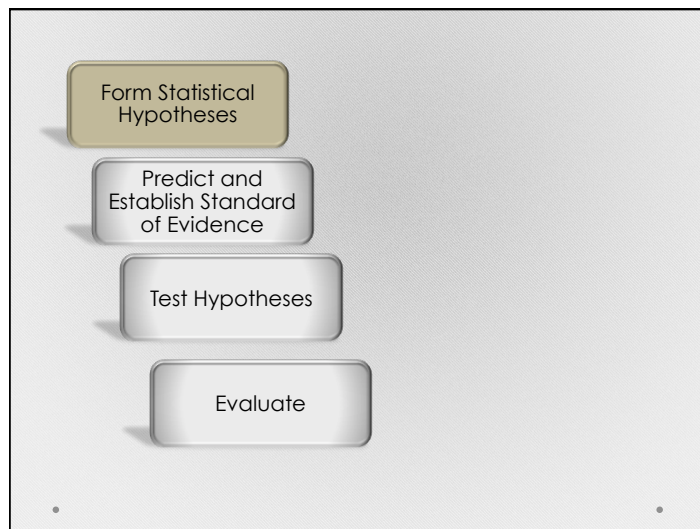 Form Statistical
Hypotheses
Predict and
Establish Standard
of Evidence
Test Hypotheses
Evaluate